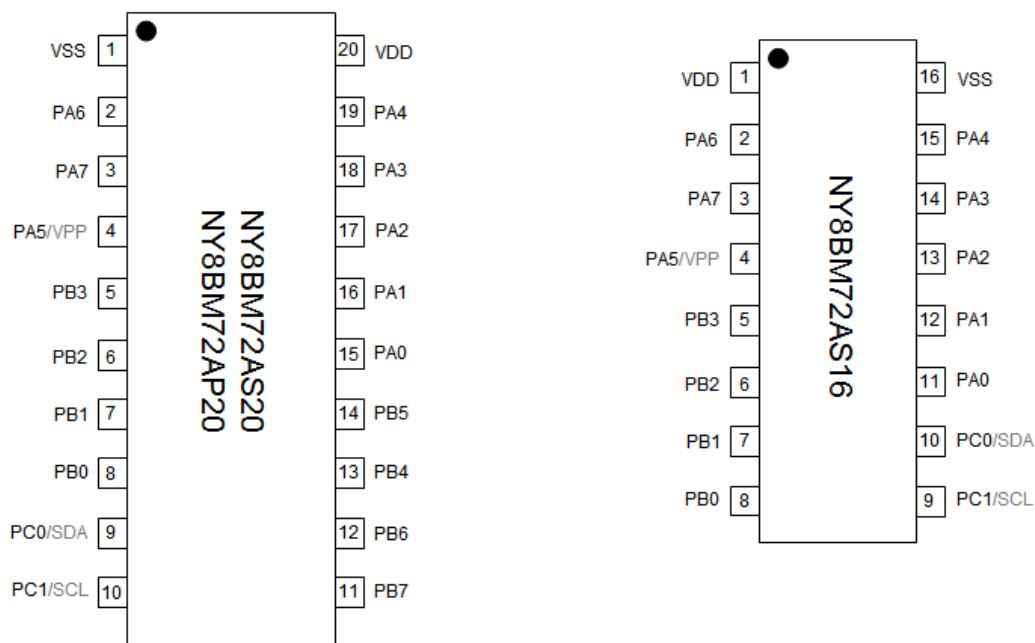 VSS 1 20 VDD
PA6 2 19 PA4
PA7 3 18 PA3
PA5/VPP 4 17 PA2
PB3 5 16 PA1
PB2 6 15 PA0
PB1 7 14 PB5
PB0 8 13 PB4
PC0/SDA 9 12 PB6
PC1/SCL 10 11 PB7
NY8BM72AS20
NY8BM72AP20
VDD 1 16 VSS
PA6 2 15 PA4
PA7 3 14 PA3
PA5/VPP 4 13 PA2
PB3 5 12 PA1
PB2 6 11 PA0
PB1 7 10 PC0/SDA
PB0 8 9 PC1/SCL
NY8BM72AS16